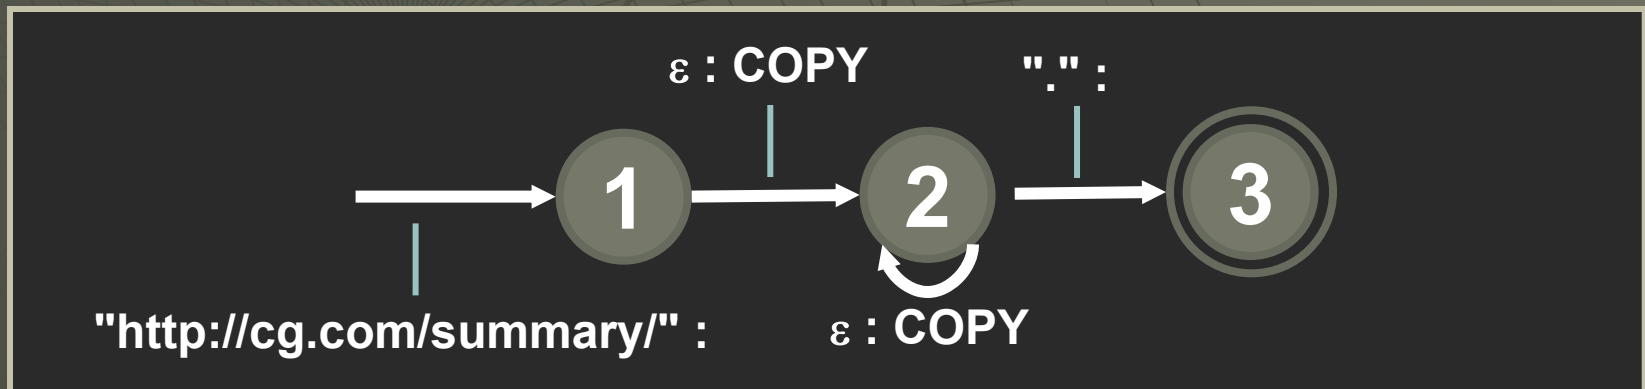 ε : COPY
"." :
1
2
3
"http://cg.com/summary/" :
ε : COPY